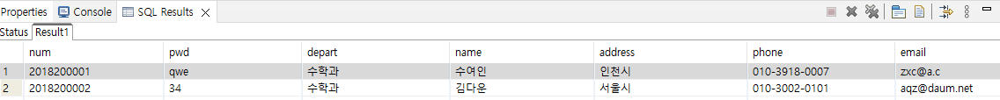 Properties Console SQL Results
Status Result1
num pwd depart name address phone email
1 2018200001 qwe 수학과 수여인 인천시 010-3918-0007 zxc@a.c
2 2018200002 34 수학과 김다운 서울시 010-3002-0101 aqz@daum.net